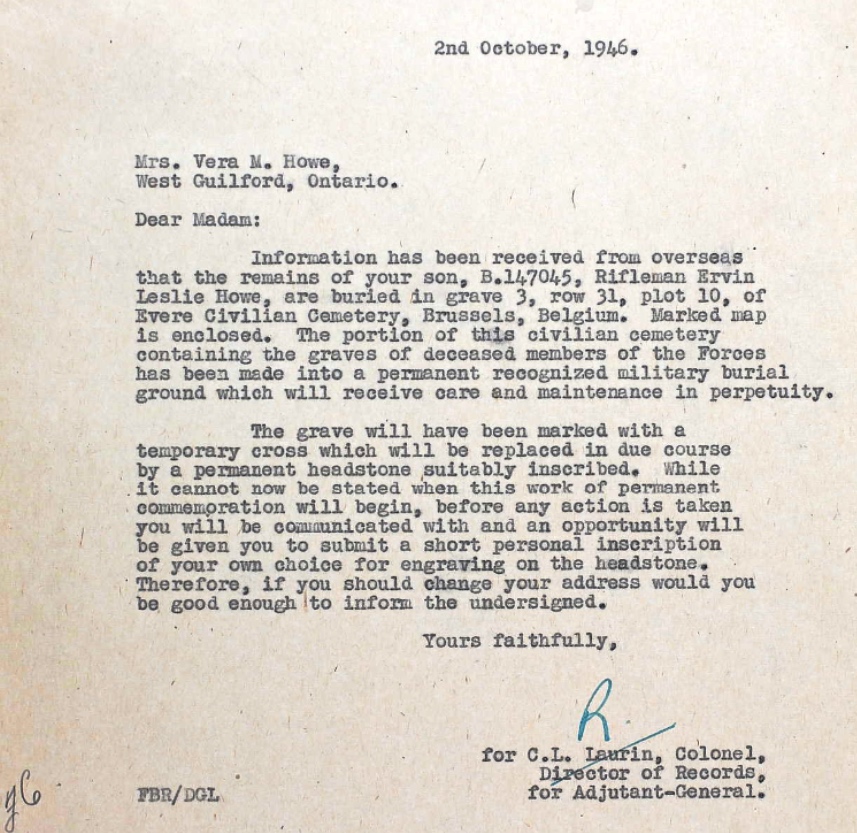 2nd October, 1946.
Mrs. Vera M. Howe,
West Guilford, Ontario.
Dear Madam:
Information has been received from overseas
that the remains of your son, B.147045, Rifleman Ervin
Leslie Howe, are buried in grave 3, row 31, plot 10, of
Evere Civilian Cemetery, Brussels, Belgium. Marked map
is enclosed. The portion of this civilian cemetery
containing the graves of deceased members of the Forces
has been made into a permanent recognized military burial
ground which will receive care and maintenance in perpetuity.
The grave will have been marked with a
temporary cross which will be replaced in due course
by a permanent headstone suitably inscribed. While
it cannot now be stated when this work of permanent
commemoration will begin, before any action is taken
you will be communicated with and an opportunity will
be given you to submit a short personal inscription
of your own choice for engraving on the headstone.
Therefore, if you should change your address would you
be good enough to inform the undersigned.
Yours faithfully,
R.
for C.L. Laurin, Colonel,
Director of Records,
FBR/DGL for Adjutant-General.